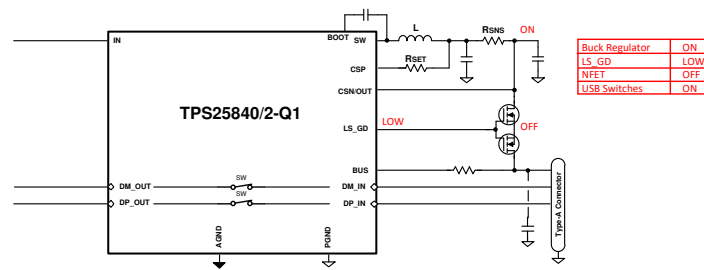 IN
BOOT
SW
L
RSNS
ON
CSP
RSET
CSN/OUT
TPS25840/2-Q1
LS_GD
LOW
OFF
BUS
DM_OUT
SW
DM_IN
DP_OUT
SW
DP_IN
AGND
PGND
Type-A Connector
Buck Regulator ON
LS_GD LOW
NFET OFF
USB Switches ON